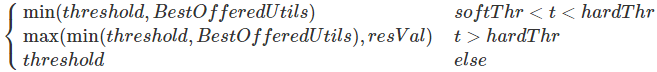 min(threshold, BestOfferedUtils) softThr < t < hardThr
max(min(threshold, BestOfferedUtils), resVal) t > hardThr
threshold else